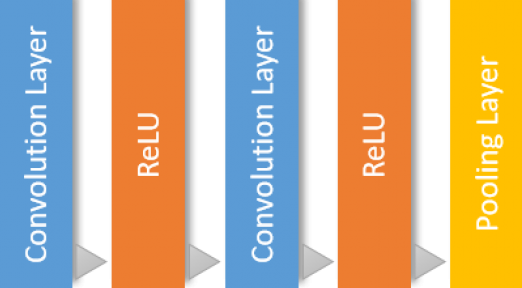 Convolution Layer
ReLU
Convolution Layer
ReLU
Pooling Layer